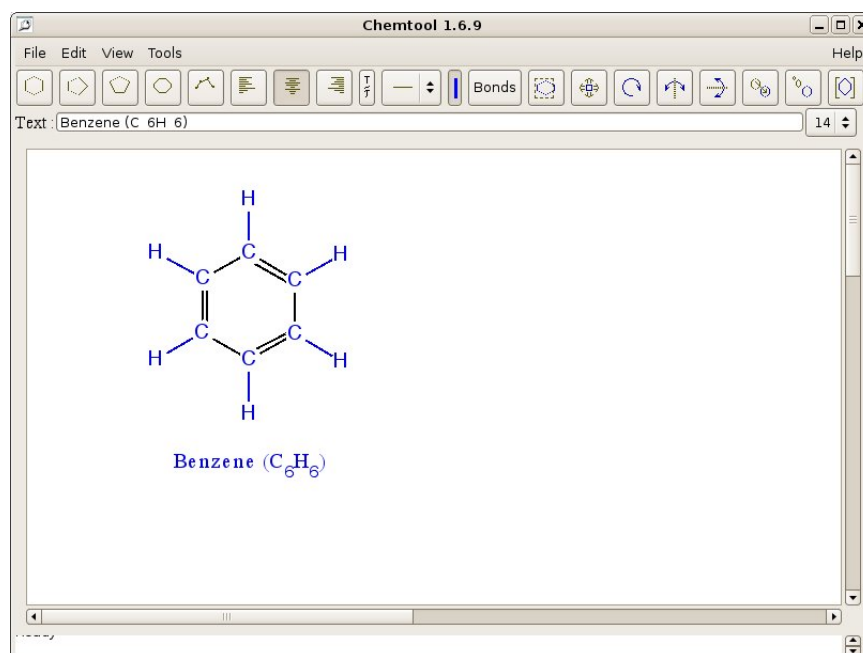 Chemtool 1.6.9
File Edit View Tools Help
Bonds
Text : Benzene (C 6H 6) 14
H
H H
C
C C
C C
C
H H
H
Benzene (C6H6)